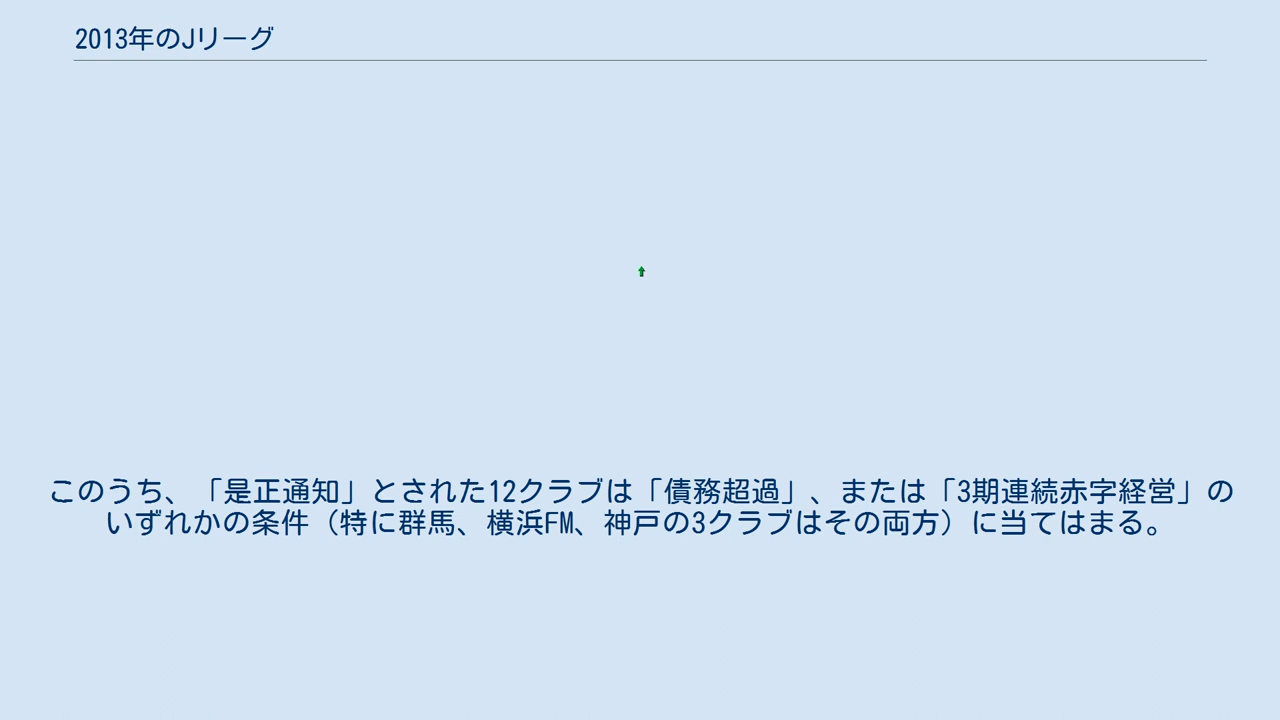 2013年のJリーグ
このうち、「是正通知」とされた12クラブは「債務超過」、または「3期連続赤字経営」の
いずれかの条件（特に群馬、横浜FM、神戸の3クラブはその両方）に当てはまる。